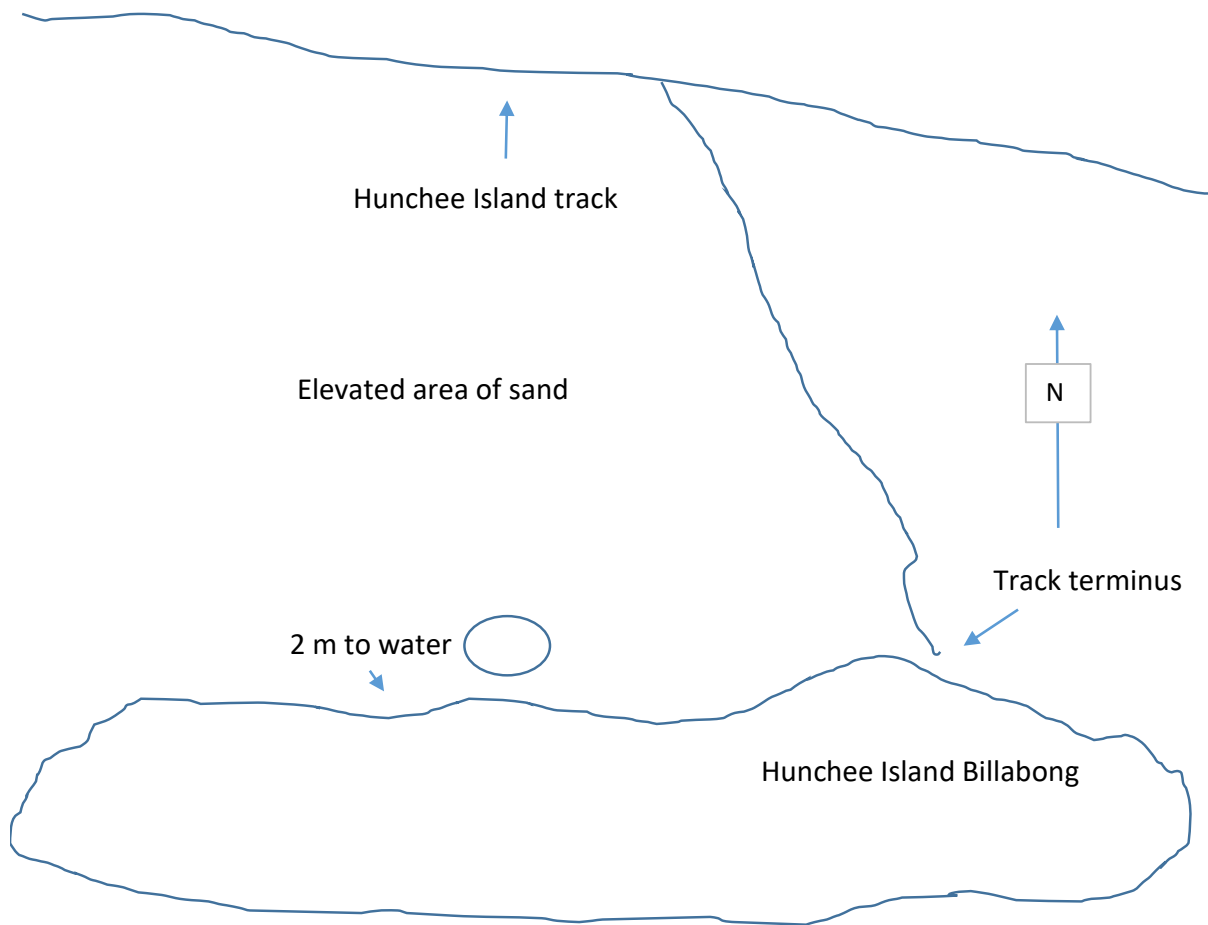 Hunchee Island track
Elevated area of sand
N
Track terminus
2 m to water
Hunchee Island Billabong